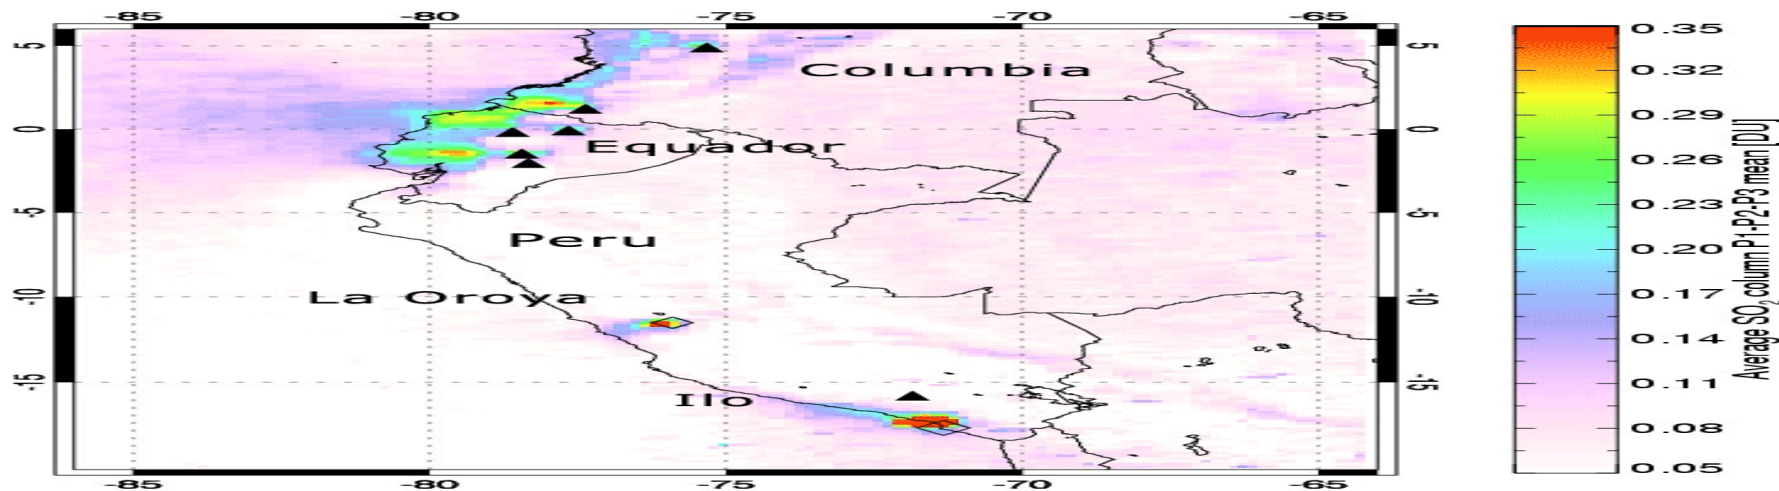 -85 -80 -75 -70 -65
5 5
Columbia
0 0
Equador
-5 -5
Peru
La Oroya
-10 -10
Ilo
-15 -15
-85 -80 -75 -70 -65
0.35
0.32
0.29
0.26
0.23
0.20
0.17
0.14
0.11
0.08
0.05
Average SO2 column P1-P2-P3 mean [DU]